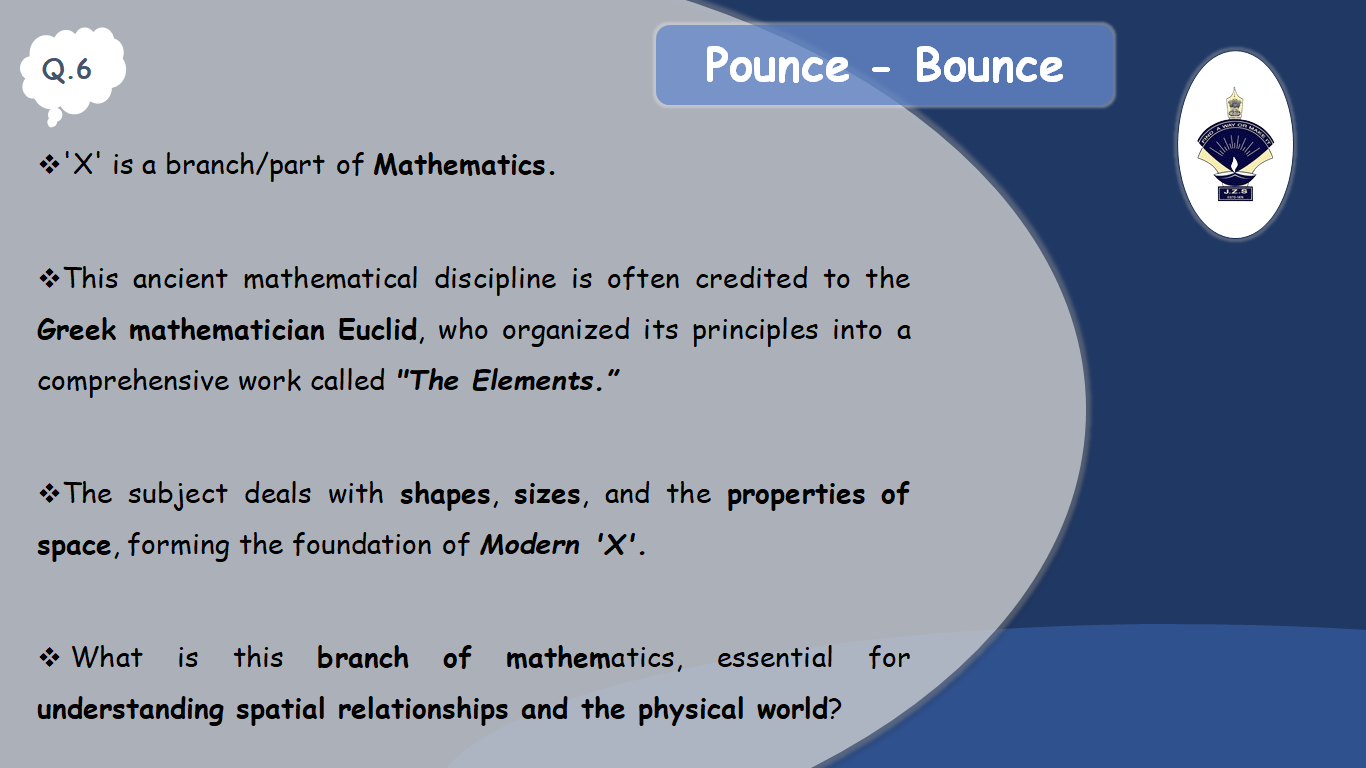 Q.6
Pounce - Bounce
FIND A WAY OR MAKE IT
J.Z.S
❖'X' is a branch/part of Mathematics.
❖This ancient mathematical discipline is often credited to the
Greek mathematician Euclid, who organized its principles into a
comprehensive work called "The Elements.”
❖The subject deals with shapes, sizes, and the properties of
space, forming the foundation of Modern 'X'.
❖ What is this branch of mathematics, essential for
understanding spatial relationships and the physical world?